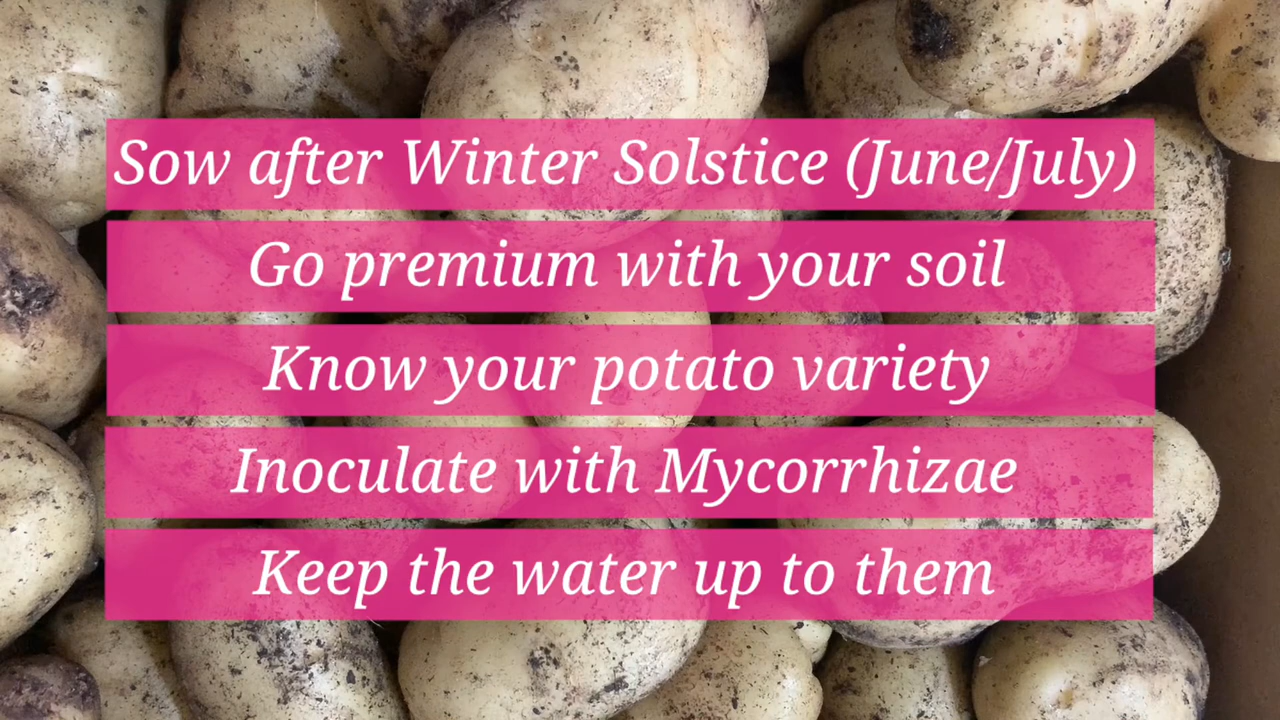 Sow after Winter Solstice (June/July)
Go premium with your soil
Know your potato variety
Inoculate with Mycorrhizae
Keep the water up to them